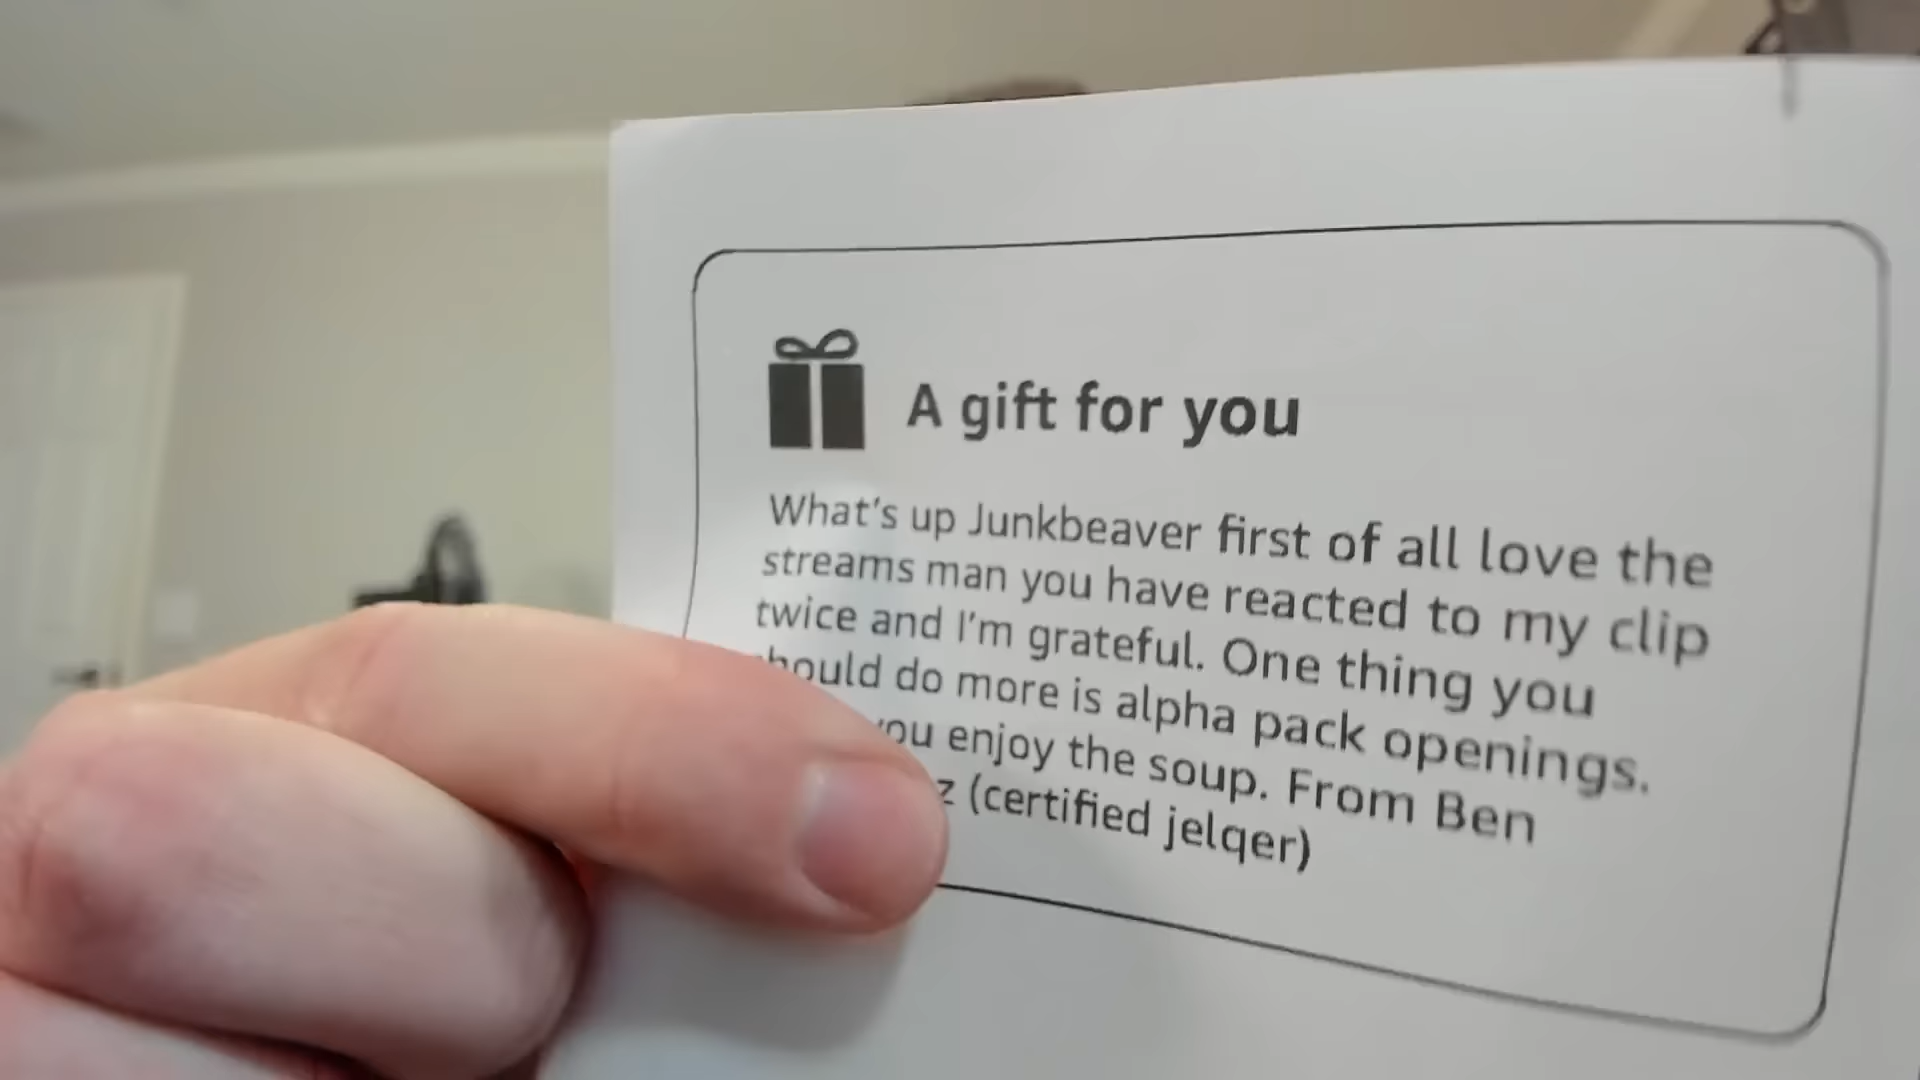 A gift for you
What's up Junkbeaver first of all love the
streams man you have reacted to my clip
twice and I'm grateful. One thing you
should do more is alpha pack openings.
you enjoy the soup. From Ben
(certified jelqer)